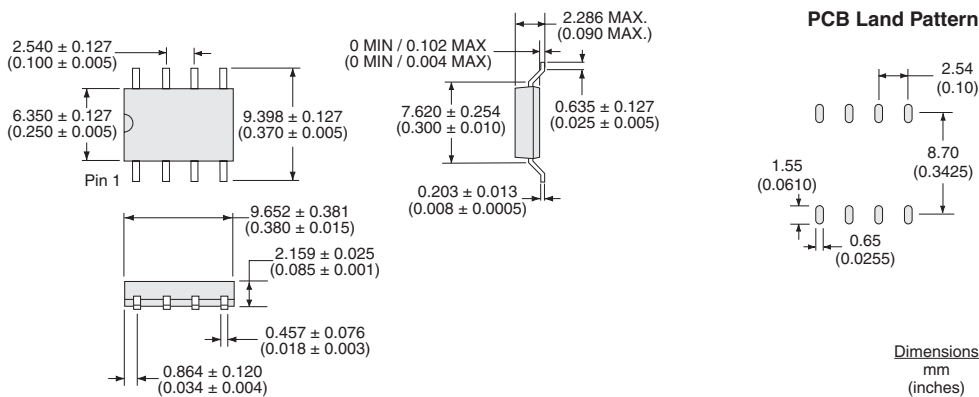 2.540 ± 0.127
(0.100 ± 0.005)
6.350 ± 0.127
(0.250 ± 0.005)
9.398 ± 0.127
(0.370 ± 0.005)
Pin 1
9.652 ± 0.381
(0.380 ± 0.015)
2.159 ± 0.025
(0.085 ± 0.001)
0.457 ± 0.076
(0.018 ± 0.003)
0.864 ± 0.120
(0.034 ± 0.004)
2.286 MAX.
(0.090 MAX.)
0 MIN / 0.102 MAX
(0 MIN / 0.004 MAX)
7.620 ± 0.254
(0.300 ± 0.010)
0.635 ± 0.127
(0.025 ± 0.005)
0.203 ± 0.013
(0.008 ± 0.0005)
PCB Land Pattern
2.54
(0.10)
8.70
(0.3425)
1.55
(0.0610)
0.65
(0.0255)
Dimensions
mm
(inches)